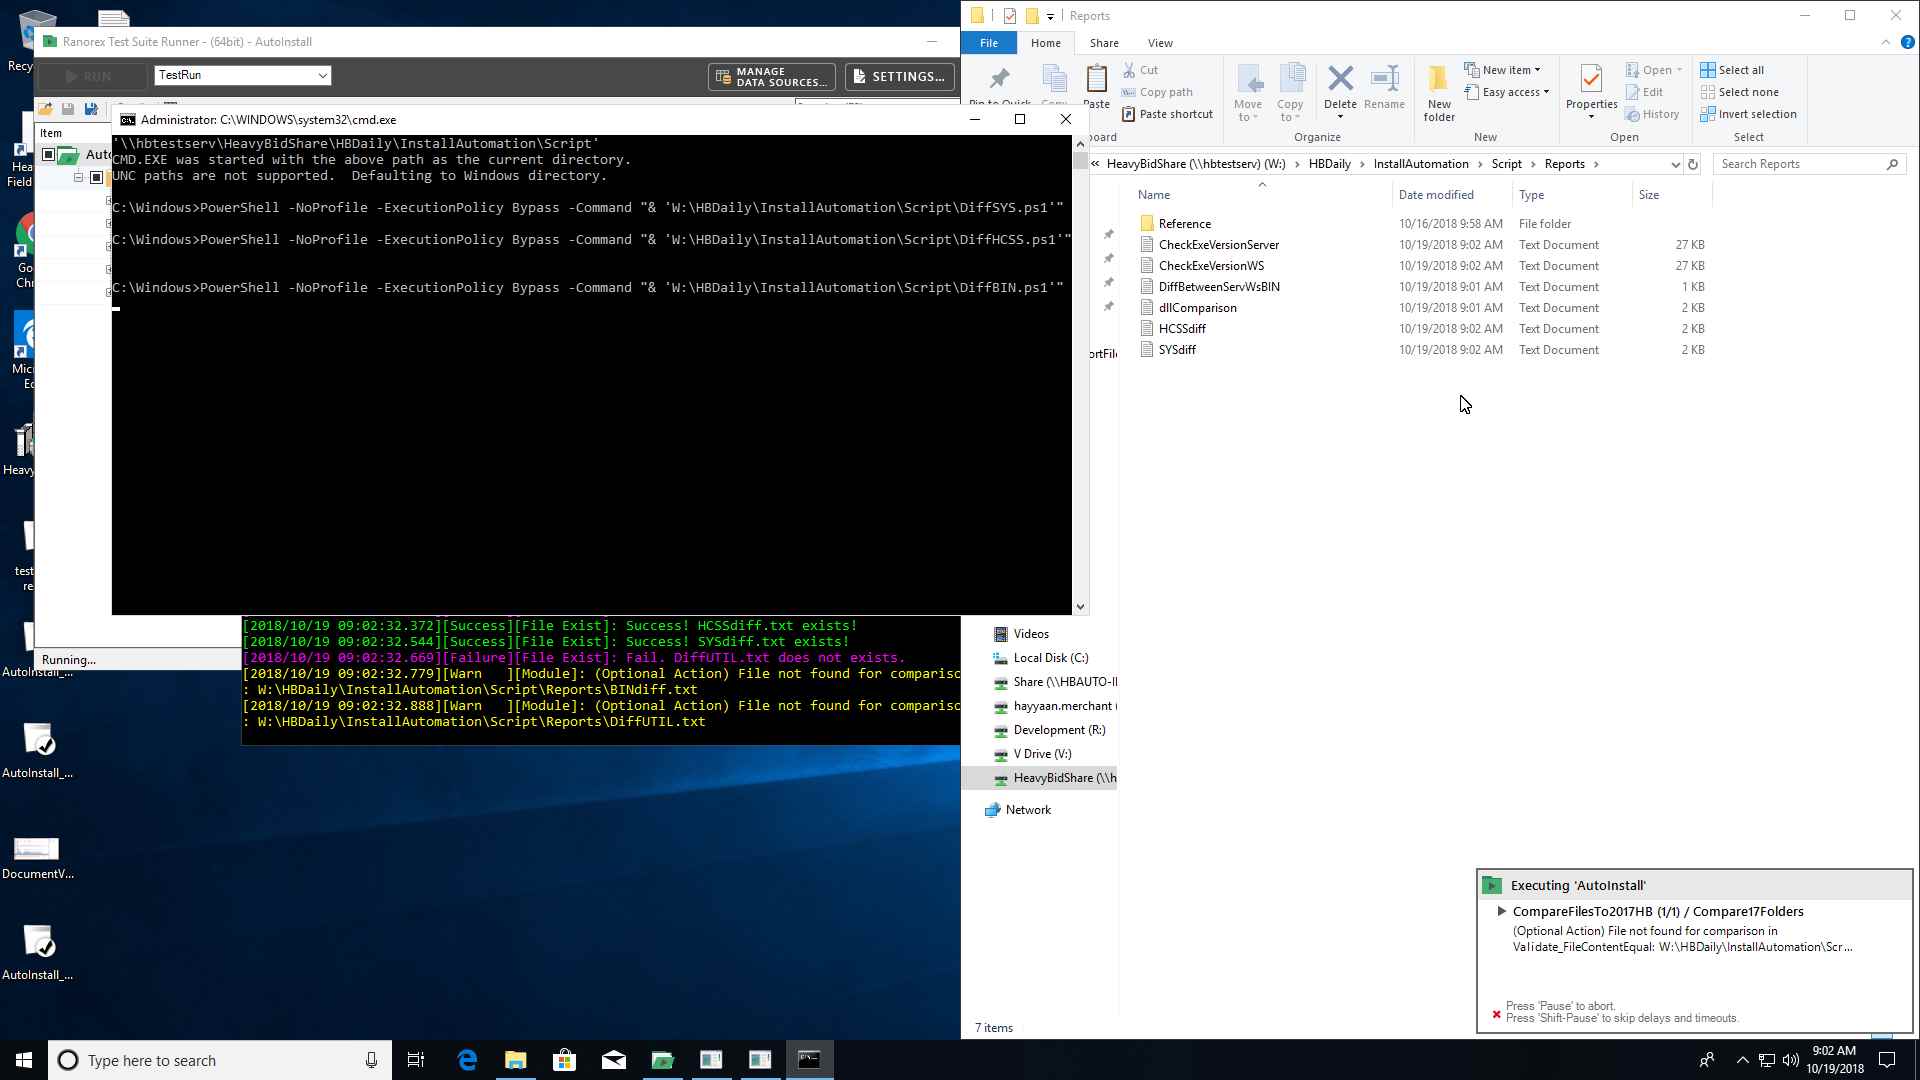 Recyc
Ranorex Test Suite Runner - (64bit) - AutoInstall
RUN
TestRun
MANAGE
DATA SOURCES...
SETTINGS...
Item
Auto
Administrator: C:\WINDOWS\system32\cmd.exe
'\\hbtestserv\HeavyBidShare\HBDaily\InstallAutomation\Script'
CMD.EXE was started with the above path as the current directory.
UNC paths are not supported.  Defaulting to Windows directory.
C:\Windows>PowerShell -NoProfile -ExecutionPolicy Bypass -Command "& 'W:\HBDaily\InstallAutomation\Script\DiffSYS.ps1'"
C:\Windows>PowerShell -NoProfile -ExecutionPolicy Bypass -Command "& 'W:\HBDaily\InstallAutomation\Script\DiffHCSS.ps1'"
C:\Windows>PowerShell -NoProfile -ExecutionPolicy Bypass -Command "& 'W:\HBDaily\InstallAutomation\Script\DiffBIN.ps1'"
Hea
Field
Go
Chr
Mic
Ed
Heavy
test
re
AutoInstall_...
AutoInstall_...
DocumentV...
AutoInstall_...
Running...
[2018/10/19 09:02:32.372][Success][File Exist]: Success! HCSSdiff.txt exists!
[2018/10/19 09:02:32.544][Success][File Exist]: Success! SYSdiff.txt exists!
[2018/10/19 09:02:32.669][Failure][File Exist]: Fail. DiffUTIL.txt does not exists.
[2018/10/19 09:02:32.779][Warn   ][Module]: (Optional Action) File not found for comparisc
: W:\HBDaily\InstallAutomation\Script\Reports\BINdiff.txt
[2018/10/19 09:02:32.888][Warn   ][Module]: (Optional Action) File not found for comparisc
: W:\HBDaily\InstallAutomation\Script\Reports\DiffUTIL.txt
Reports
File Home Share View
Pin to Quick Copy Paste
Cut
Copy path
Paste shortcut
board
Move to
Copy to
Delete
Rename
Organize
New folder
New item
Easy access
New
Properties
Open
Edit
History
Open
Select all
Select none
Invert selection
Select
« HeavyBidShare (\\hbtestserv) (W:) > HBDaily > InstallAutomation > Script > Reports >
Search Reports
Name Date modified Type Size
Reference 10/16/2018 9:58 AM File folder
CheckExeVersionServer 10/19/2018 9:02 AM Text Document 27 KB
CheckExeVersionWS 10/19/2018 9:02 AM Text Document 27 KB
DiffBetweenServWsBIN 10/19/2018 9:01 AM Text Document 1 KB
dllComparison 10/19/2018 9:01 AM Text Document 2 KB
HCSSdiff 10/19/2018 9:02 AM Text Document 2 KB
SYSdiff 10/19/2018 9:02 AM Text Document 2 KB
ortFile
Videos
Local Disk (C:)
Share (\\HBAUTO-I
hayyaan.merchant (
Development (R:)
V Drive (V:)
HeavyBidShare (\\h
Network
7 items
Executing 'AutoInstall'
CompareFilesTo2017HB (1/1) / Compare17Folders
(Optional Action) File not found for comparison in
Validate_FileContentEqual: W:\HBDaily\InstallAutomation\Scr...
Press 'Pause' to abort.
Press 'Shift-Pause' to skip delays and timeouts.
Type here to search
9:02 AM
10/19/2018